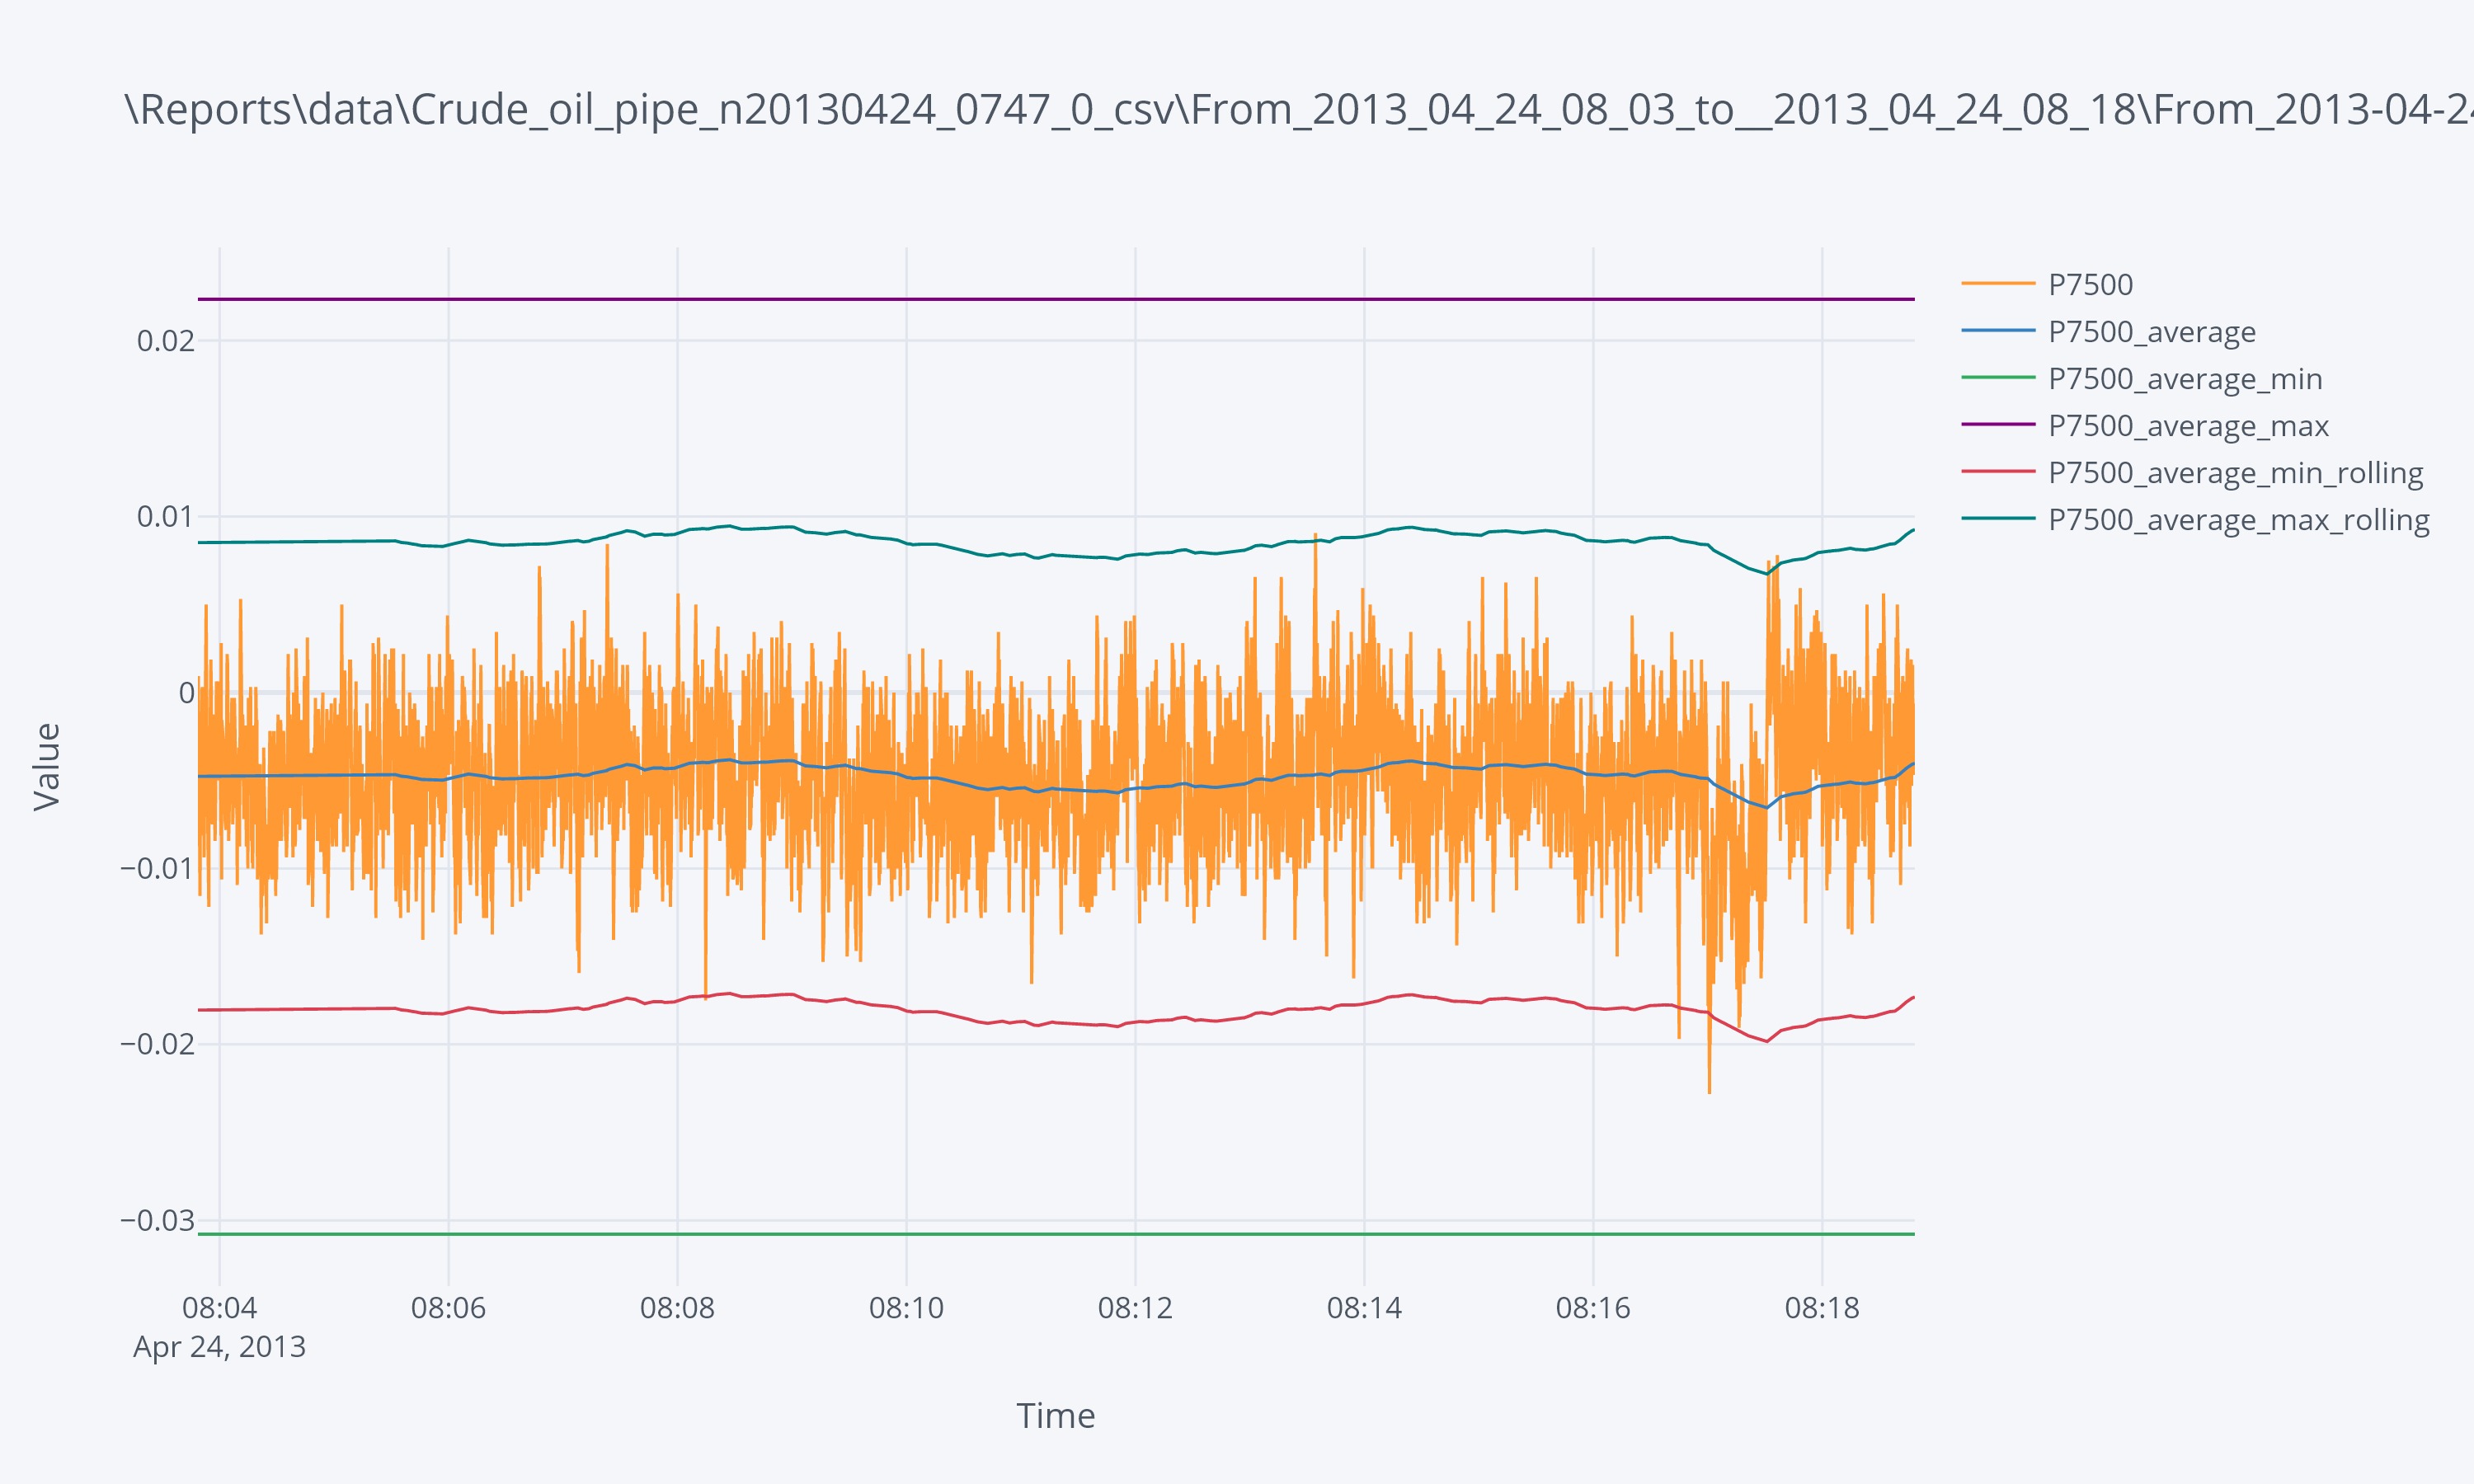 \Reports\data\Crude_oil_pipe_n20130424_0747_0_csv\From_2013_04_24_08_03_to__2013_04_24_08_18\From_2013-04-24
P7500
P7500_average
P7500_average_min
P7500_average_max
P7500_average_min_rolling
P7500_average_max_rolling
0.02
0.01
0
−0.01
−0.02
−0.03
Value
08:04 08:06 08:08 08:10 08:12 08:14 08:16 08:18
Apr 24, 2013
Time